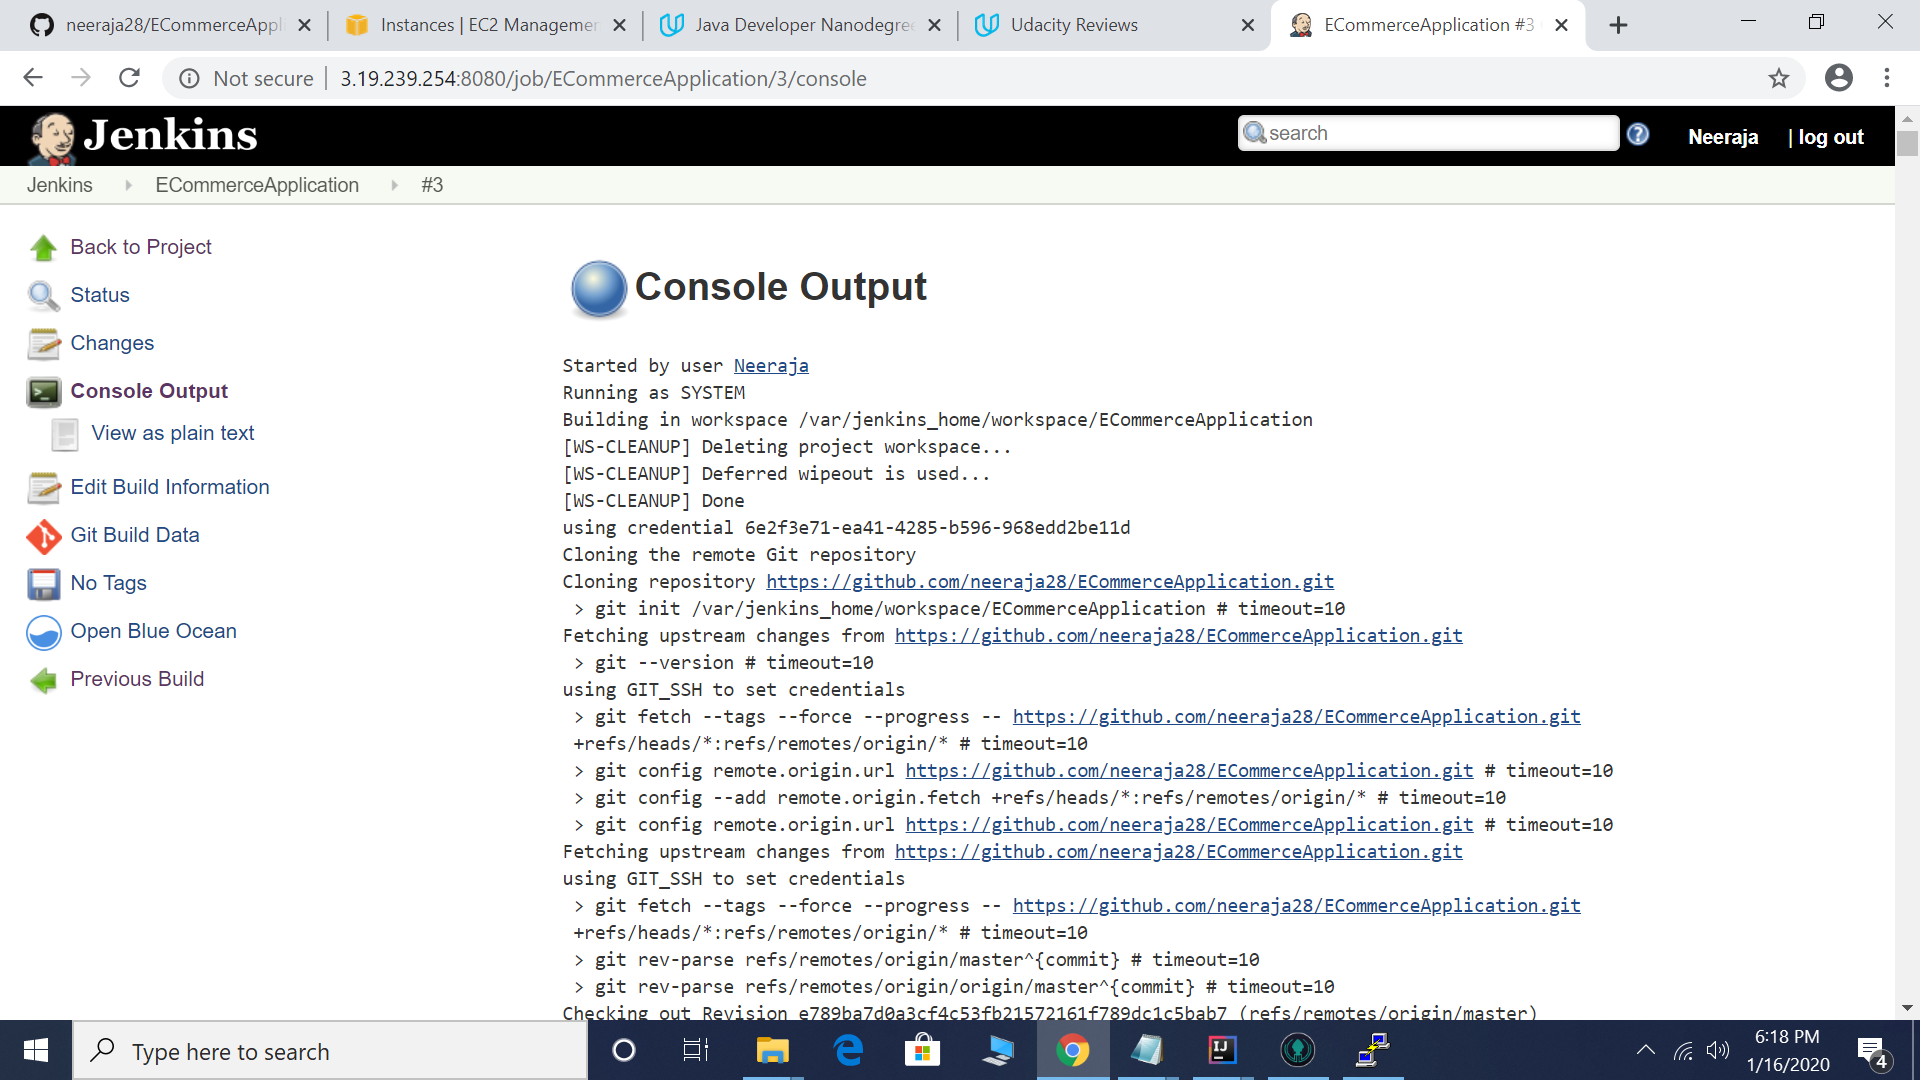 neeraja28/ECommerceAppl
Instances | EC2 Managemen
Java Developer Nanodegree
Udacity Reviews
ECommerceApplication #3
Not secure
3.19.239.254:8080/job/ECommerceApplication/3/console
Jenkins
search
Neeraja
| log out
Jenkins
ECommerceApplication
#3
Back to Project
Status
Changes
Console Output
View as plain text
Edit Build Information
Git Build Data
No Tags
Open Blue Ocean
Previous Build
Console Output
Started by user Neeraja
Running as SYSTEM
Building in workspace /var/jenkins_home/workspace/ECommerceApplication
[WS-CLEANUP] Deleting project workspace...
[WS-CLEANUP] Deferred wipeout is used...
[WS-CLEANUP] Done
using credential 6e2f3e71-ea41-4285-b596-968edd2be11d
Cloning the remote Git repository
Cloning repository https://github.com/neeraja28/ECommerceApplication.git
> git init /var/jenkins_home/workspace/ECommerceApplication # timeout=10
Fetching upstream changes from https://github.com/neeraja28/ECommerceApplication.git
> git --version # timeout=10
using GIT_SSH to set credentials
> git fetch --tags --force --progress -- https://github.com/neeraja28/ECommerceApplication.git
+refs/heads/*:refs/remotes/origin/* # timeout=10
> git config remote.origin.url https://github.com/neeraja28/ECommerceApplication.git # timeout=10
> git config --add remote.origin.fetch +refs/heads/*:refs/remotes/origin/* # timeout=10
> git config remote.origin.url https://github.com/neeraja28/ECommerceApplication.git # timeout=10
Fetching upstream changes from https://github.com/neeraja28/ECommerceApplication.git
using GIT_SSH to set credentials
> git fetch --tags --force --progress -- https://github.com/neeraja28/ECommerceApplication.git
+refs/heads/*:refs/remotes/origin/* # timeout=10
> git rev-parse refs/remotes/origin/master^{commit} # timeout=10
> git rev-parse refs/remotes/origin/origin/master^{commit} # timeout=10
Checking out Revision e789ba7d0a3cf4c53fb21572161f789dc1c5bab7 (refs/remotes/origin/master)
Type here to search
6:18 PM
1/16/2020
4